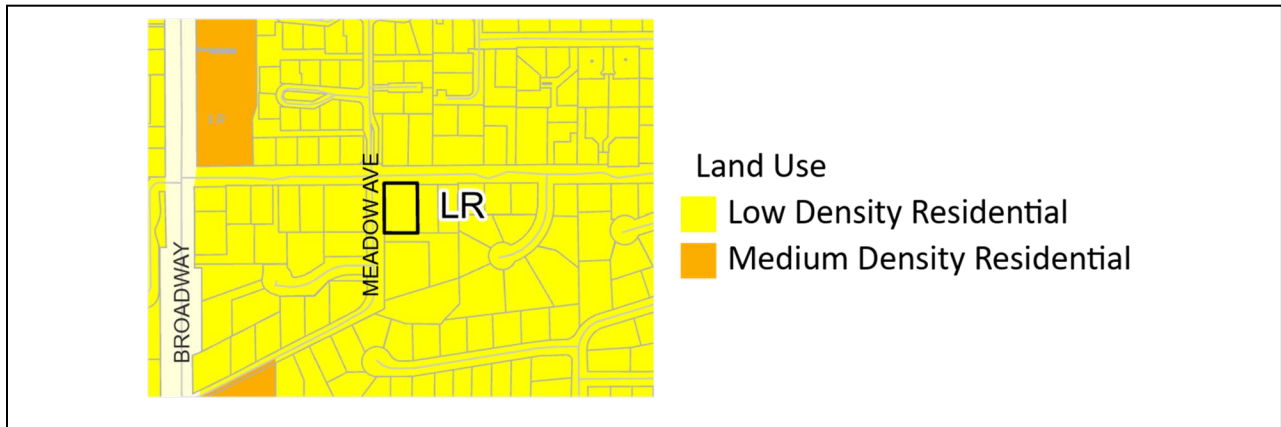 MEADOW AVE
LR
BROADWAY
Land Use
Low Density Residential
Medium Density Residential